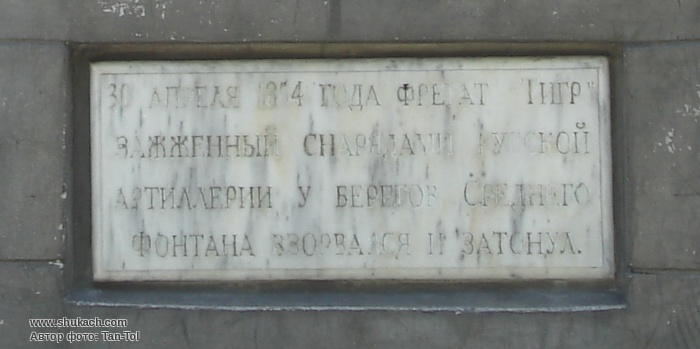 30 АПРЕЛЯ 1854 ГОДА ФРЕГАТ "ТИГР"
ЗАЖЖЕННЫЙ СНАРЯДАМИ РУССКОЙ
АРТИЛЛЕРИИ У БЕРЕГОВ СРЕДНЕГО
ФОНТАНА ВЗОРВАЛСЯ И ЗАТОНУЛ.
www.shukach.com
Автор фото: Tan-Tol